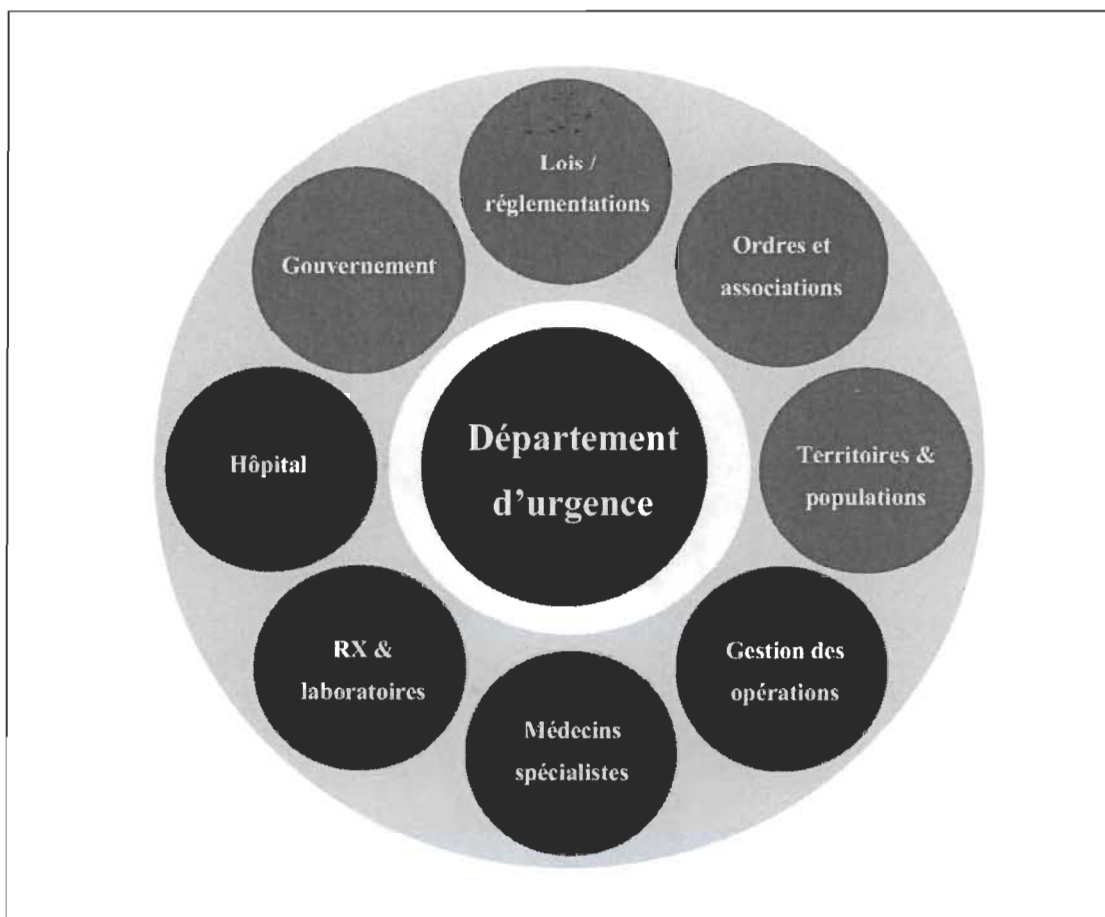 Lois /
réglementations
Ordres et
associations
Gouvernement
Territoires &
populations
Hôpital
Département
d'urgence
Gestion des
opérations
RX &
laboratoires
Médecins
spécialistes